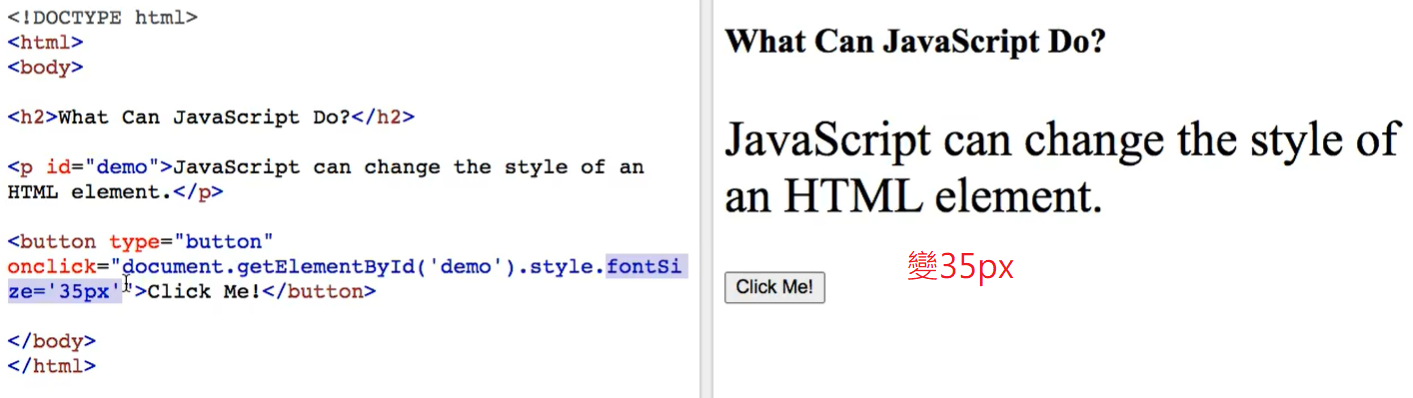 <!DOCTYPE html>
<html>
<body>
<h2>What Can JavaScript Do?</h2>
<p id="demo">JavaScript can change the style of an
HTML element.</p>
<button type="button"
onclick="document.getElementById('demo').style.fontSi
ze='35px'">Click Me!</button>
</body>
</html>
What Can JavaScript Do?
JavaScript can change the style of
an HTML element.
變35px
Click Me!